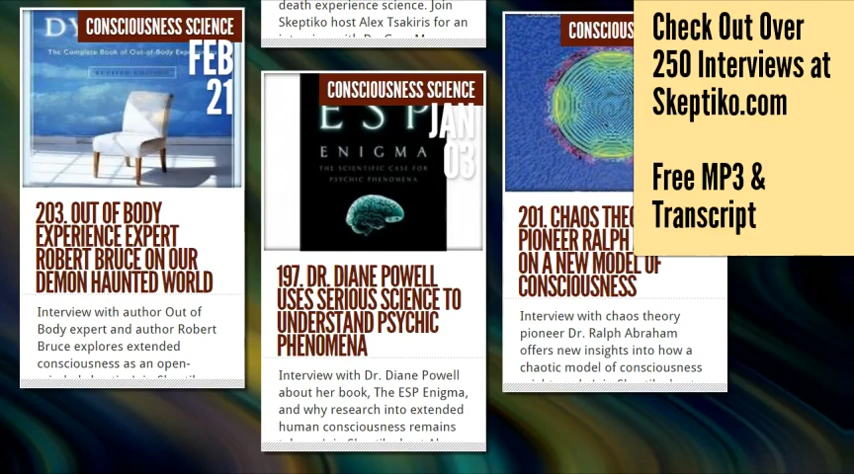 CONSCIOUSNESS SCIENCE
FEB
21
DY
The Complete Book of Out-of-Body
REVISED EDITION
203. OUT OF BODY
EXPERIENCE EXPERT
ROBERT BRUCE ON OUR
DEMON HAUNTED WORLD
Interview with author Out of
Body expert and author Robert
Bruce explores extended
consciousness as an open-
death experience science. Join
Skeptiko host Alex Tsakiris for an
CONSCIOUSNESS SCIENCE
JAN
03
ESP
ENIGMA
THE SCIENTIFIC CASE FOR
PSYCHIC PHENOMENA
197. DR. DIANE POWELL
USES SERIOUS SCIENCE TO
UNDERSTAND PSYCHIC
PHENOMENA
Interview with Dr. Diane Powell
about her book, The ESP Enigma,
and why research into extended
human consciousness remains
201. CHAOS
PIONEER RALPH
ON A NEW MODEL OF
CONSCIOUSNESS
Interview with chaos theory
pioneer Dr. Ralph Abraham
offers new insights into how a
chaotic model of consciousness
Check Out Over
250 Interviews at
Skeptiko.com
Free MP3 &
Transcript